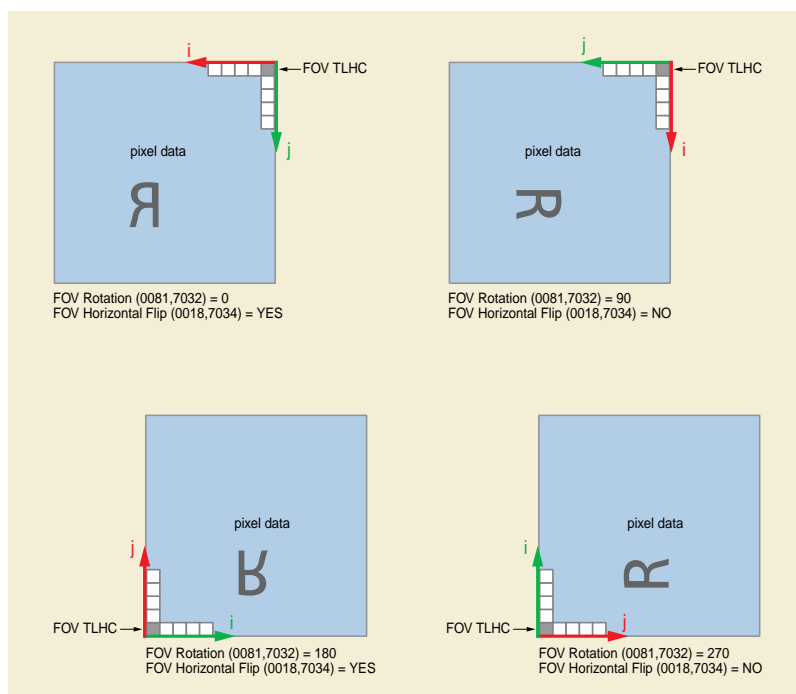 i
FOV TLHC
j
pixel data
R
FOV Rotation (0081,7032) = 0
FOV Horizontal Flip (0018,7034) = YES
j
FOV TLHC
i
pixel data
R
FOV Rotation (0081,7032) = 90
FOV Horizontal Flip (0018,7034) = NO
pixel data
j
R
i
FOV TLHC
FOV Rotation (0081,7032) = 180
FOV Horizontal Flip (0018,7034) = YES
pixel data
i
R
j
FOV TLHC
FOV Rotation (0081,7032) = 270
FOV Horizontal Flip (0018,7034) = NO